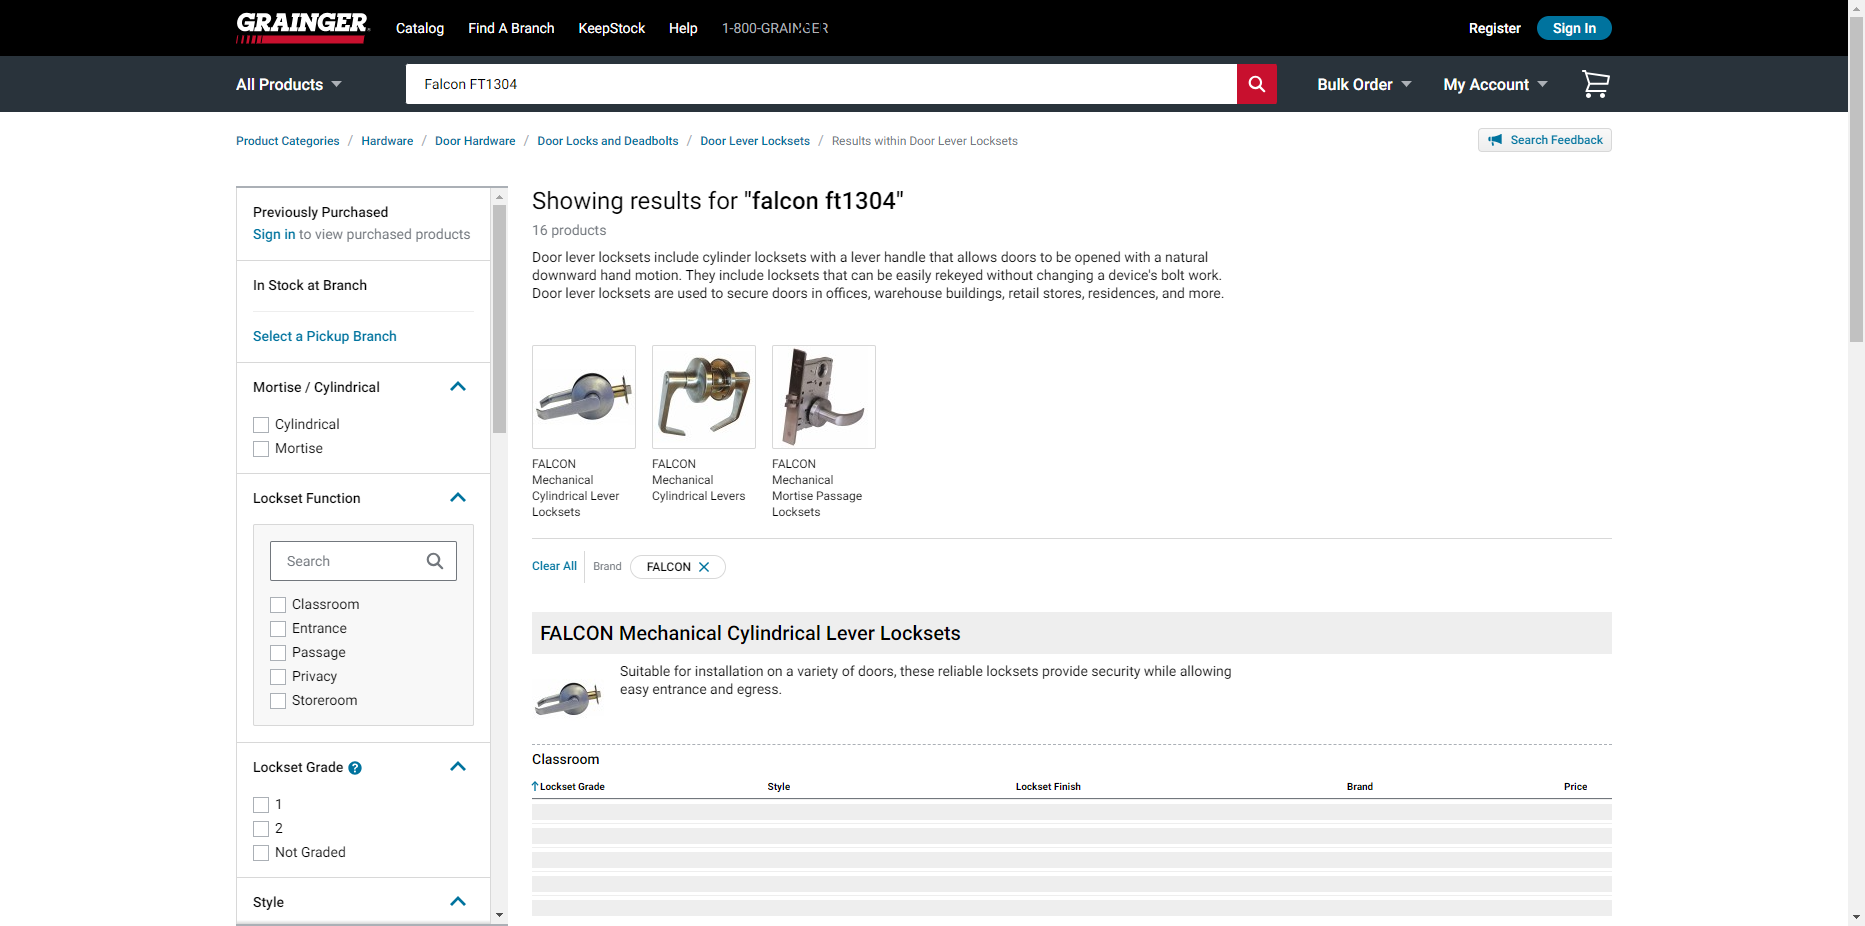 GRAINGER
Catalog
Find A Branch
KeepStock
Help
1-800-GRAINGER
Register
Sign In
All Products
Falcon FT1304
Bulk Order
My Account
Product Categories / Hardware / Door Hardware / Door Locks and Deadbolts / Door Lever Locksets / Results within Door Lever Locksets
Search Feedback
Previously Purchased
Sign in to view purchased products
In Stock at Branch
Select a Pickup Branch
Mortise / Cylindrical
Cylindrical
Mortise
Lockset Function
Search
Classroom
Entrance
Passage
Privacy
Storeroom
Lockset Grade ?
1
2
Not Graded
Style
Showing results for "falcon ft1304"
16 products
Door lever locksets include cylinder locksets with a lever handle that allows doors to be opened with a natural
downward hand motion. They include locksets that can be easily rekeyed without changing a device's bolt work.
Door lever locksets are used to secure doors in offices, warehouse buildings, retail stores, residences, and more.
FALCON
Mechanical
Cylindrical Lever
Locksets
FALCON
Mechanical
Cylindrical Levers
FALCON
Mechanical
Mortise Passage
Locksets
Clear All
Brand
FALCON
FALCON Mechanical Cylindrical Lever Locksets
Suitable for installation on a variety of doors, these reliable locksets provide security while allowing
easy entrance and egress.
Classroom
Lockset Grade
Style
Lockset Finish
Brand
Price